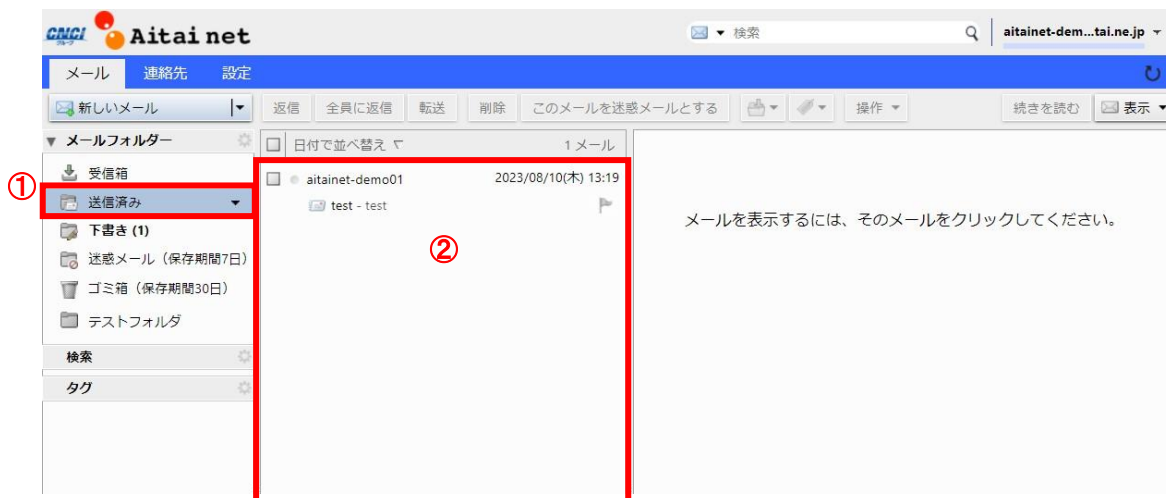 CNCI グループ Aitai net
検索
aitainet-dem...tai.ne.jp
メール 連絡先 設定
新しいメール 返信 全員に返信 転送 削除 このメールを迷惑メールとする 操作 続きを読む 表示
メールフォルダー
日付で並べ替え 1 メール
① 受信箱
送信済み
下書き (1)
迷惑メール（保存期間7日）
ゴミ箱（保存期間30日）
テストフォルダ
検索
タグ
aitainet-demo01 2023/08/10(木) 13:19
test - test
②
メールを表示するには、そのメールをクリックしてください。